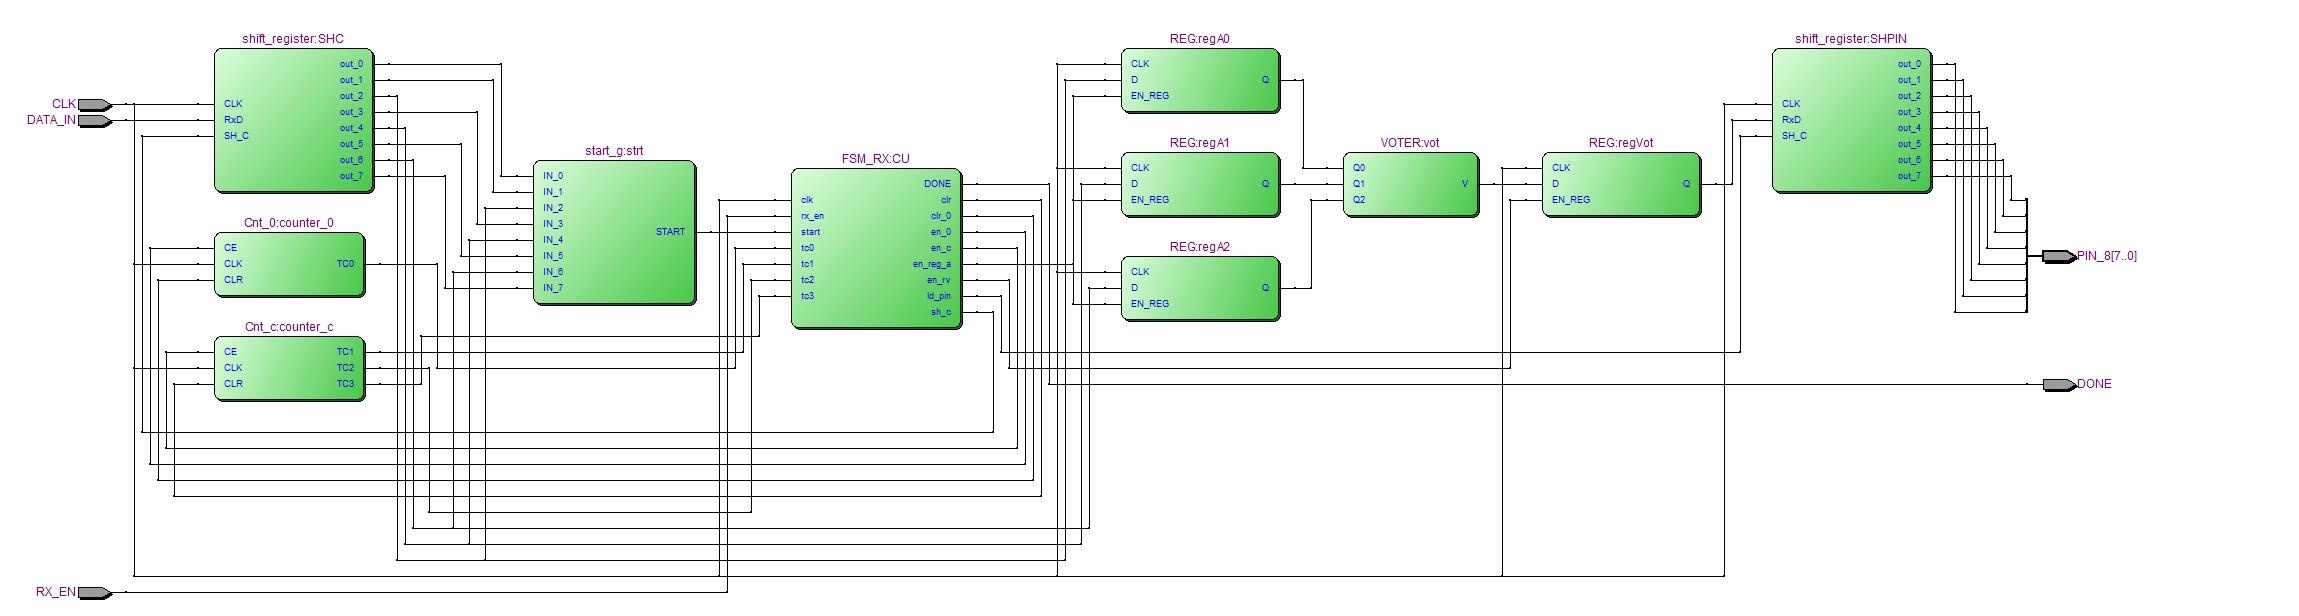 CLK
DATA_IN
RX_EN
shift_register:SHC
CLK
RxD
SH_C
out_0
out_1
out_2
out_3
out_4
out_5
out_6
out_7
Cnt_0:counter_0
CE
CLK
CLR
TC0
Cnt_c:counter_c
CE
CLK
CLR
TC1
TC2
TC3
start_g:strt
IN_0
IN_1
IN_2
IN_3
IN_4
IN_5
IN_6
IN_7
START
FSM_RX:CU
clk
rx_en
start
tc0
tc1
tc2
tc3
DONE
clr
clr_0
en_0
en_c
en_reg_a
en_rv
ld_pin
sh_c
REG:regA0
CLK
D
EN_REG
Q
REG:regA1
CLK
D
EN_REG
Q
REG:regA2
CLK
D
EN_REG
Q
VOTER:vot
Q0
Q1
Q2
V
REG:regVot
CLK
D
EN_REG
Q
shift_register:SHPIN
CLK
RxD
SH_C
out_0
out_1
out_2
out_3
out_4
out_5
out_6
out_7
PIN_8[7..0]
DONE